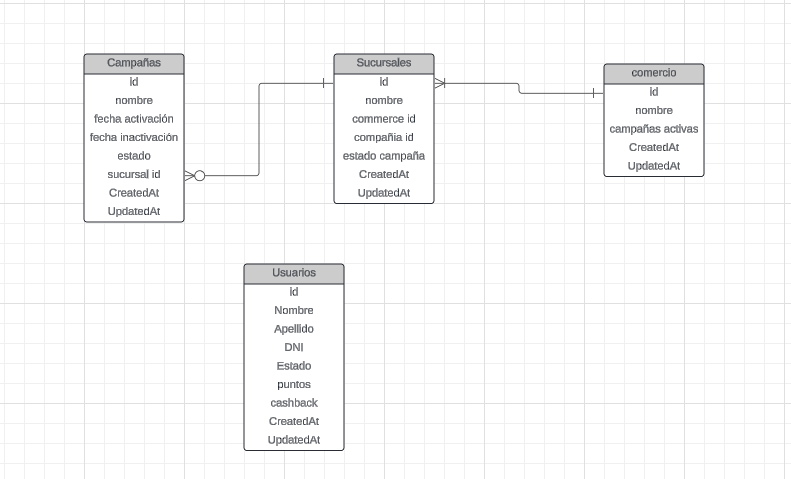 Campañas
id
nombre
fecha activación
fecha inactivación
estado
sucursal id
CreatedAt
UpdatedAt
Sucursales
id
nombre
commerce id
compañia id
estado campaña
CreatedAt
UpdatedAt
comercio
id
nombre
campañas activas
CreatedAt
UpdatedAt
Usuarios
id
Nombre
Apellido
DNI
Estado
puntos
cashback
CreatedAt
UpdatedAt